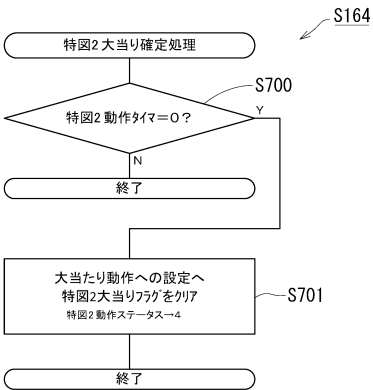 S164
特図2大当り確定処理
S700
特図2動作ﾀｲﾏ=0?
Y
N
終了
大当たり動作への設定へ
特図2大当りﾌﾗｸﾞをｸﾘｱ
特図2動作ステータス→4
S701
終了